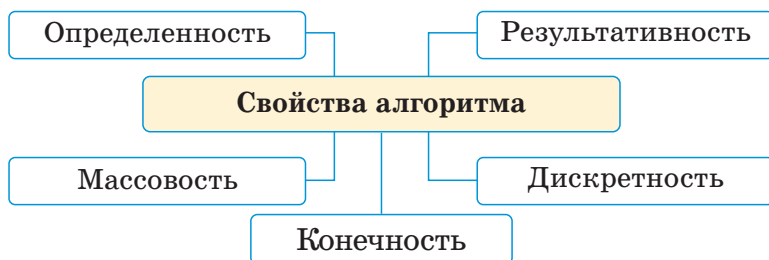 Определенность
Результативность
Свойства алгоритма
Массовость
Дискретность
Конечность